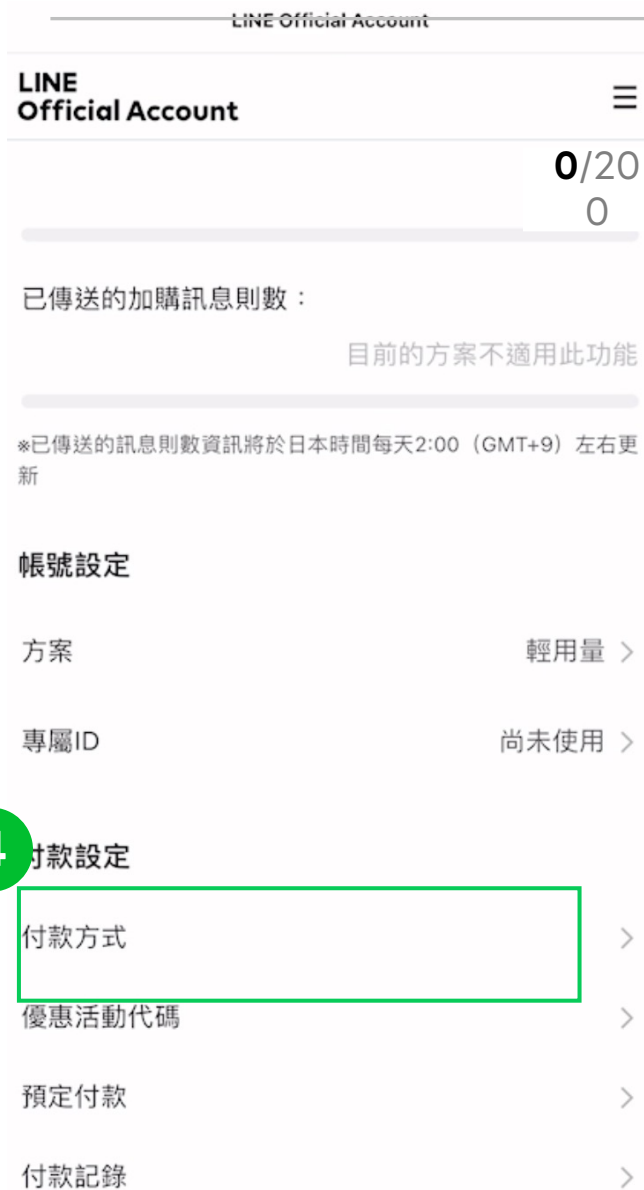 LINE Official Account
LINE
Official Account
0/20
0
已傳送的加購訊息則數：
目前的方案不適用此功能
※已傳送的訊息則數資訊將於日本時間每天2:00（GMT+9）左右更
新
帳號設定
方案
輕用量
專屬ID
尚未使用
4
付款設定
付款方式
優惠活動代碼
預定付款
付款記錄